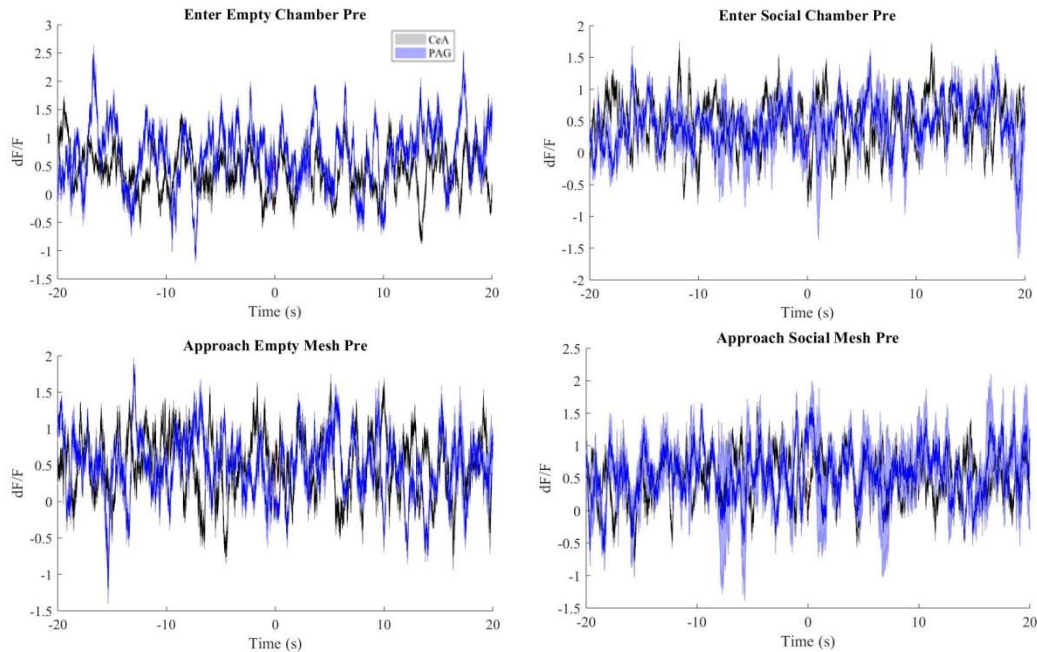 Enter Empty Chamber Pre
3
2.5
2
1.5
1
0.5
0
-0.5
-1
-1.5
dF/F
CeA
PAG
-20 -10 0 10 20
Time (s)
Enter Social Chamber Pre
2
1.5
1
0.5
0
-0.5
-1
-1.5
-2
dF/F
-20 -10 0 10 20
Time (s)
Approach Empty Mesh Pre
2
1.5
1
0.5
0
-0.5
-1
-1.5
dF/F
-20 -10 0 10 20
Time (s)
Approach Social Mesh Pre
2.5
2
1.5
1
0.5
0
-0.5
-1
-1.5
dF/F
-20 -10 0 10 20
Time (s)